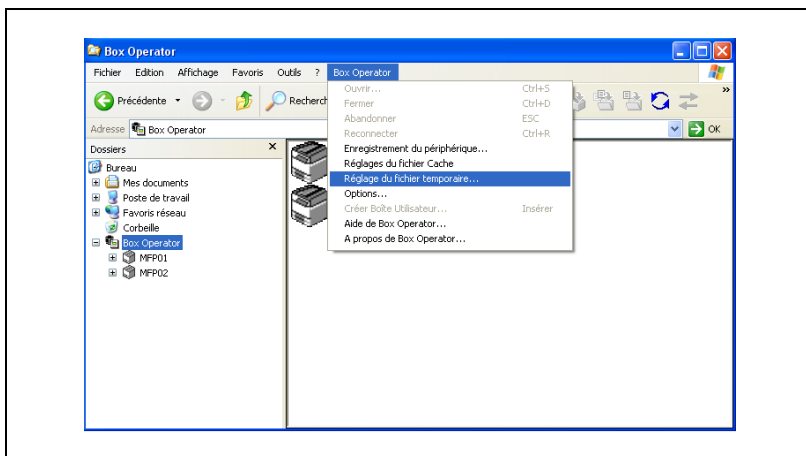 Box Operator
Fichier Edition Affichage Favoris Outils ? Box Operator
Précédente Recherch
Adresse Box Operator OK
Ouvrir... Ctrl+S
Fermer Ctrl+D
Abandonner ESC
Reconnecter Ctrl+R
Enregistrement du périphérique...
Réglages du fichier Cache
Réglage du fichier temporaire...
Options...
Créer Boîte Utilisateur... Insérer
Aide de Box Operator...
A propos de Box Operator...
Dossiers
Bureau
Mes documents
Poste de travail
Favoris réseau
Corbeille
Box Operator
MFP01
MFP02